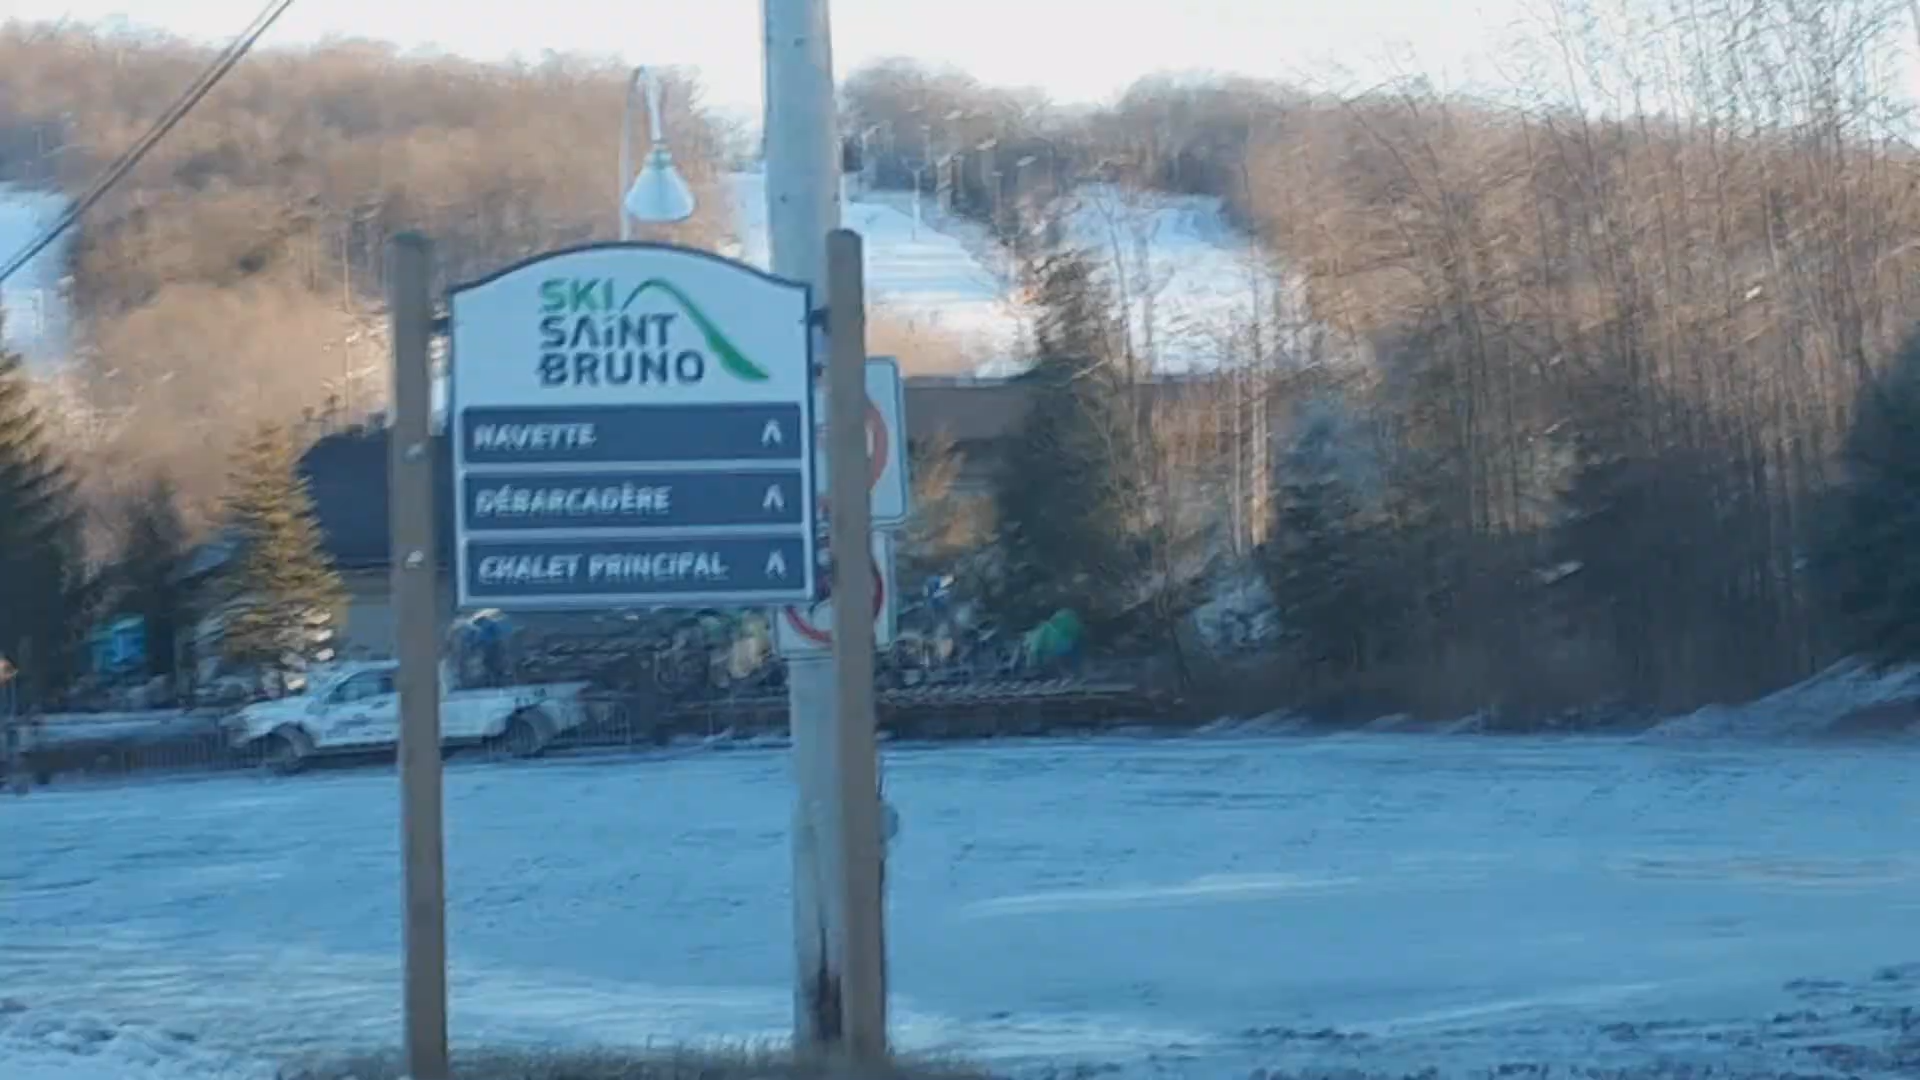 SKI
SAINT
BRUNO
NAVETTE
DÉBARCADÈRE
CHALET PRINCIPAL